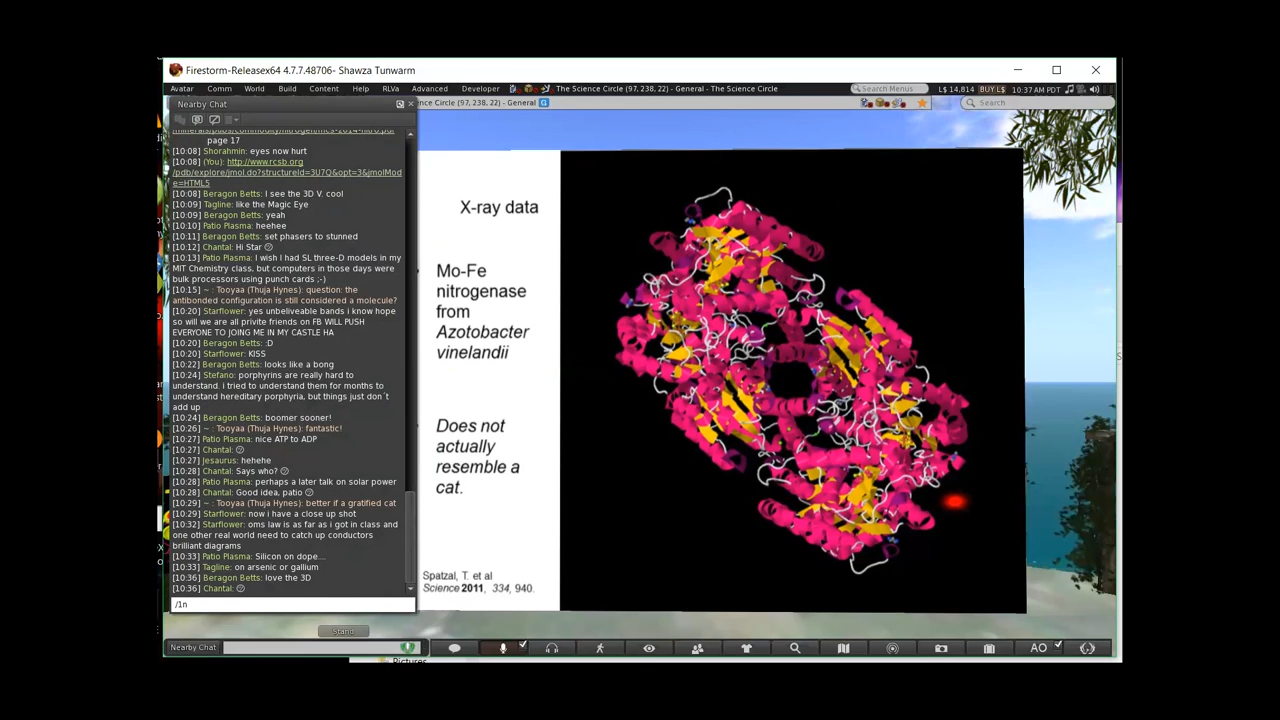 Firestorm-Releasex64 4.7.7.48706- Shawza Tunwarm
Avatar Comm World Build Content Help RLVa Advanced Developer The Science Circle (97, 238, 22) - General - The Science Circle Search Menus L$ 14,814 BUY L$ 10:37 AM PDT
Nearby Chat
nce Circle (97, 238, 22) - General Search
page 17
[10:08] Shorahmin: eyes now hurt
[10:08] (You): http://www.rcsb.org
/pdb/explore/jmol.do?structureId=3U7Q&opt=3&jmolMod
e=HTML5
[10:08] Beragon Betts: I see the 3D V. cool
[10:09] Tagline: like the Magic Eye
[10:09] Beragon Betts: yeah
[10:10] Patio Plasma: heehee
[10:11] Beragon Betts: set phasers to stunned
[10:12] Chantal: Hi Star
[10:13] Patio Plasma: I wish I had SL three-D models in my
MIT Chemistry class, but computers in those days were
bulk processors using punch cards ;-)
[10:15] ~ : Tooyaa (Thuja Hynes): question: the
antibonded configuration is still considered a molecule?
[10:20] Starflower: yes unbeliveable bands i know hope
so will we are all privite friends on FB WILL PUSH
EVERYONE TO JOING ME IN MY CASTLE HA
[10:20] Beragon Betts: :D
[10:20] Starflower: KISS
[10:22] Beragon Betts: looks like a bong
[10:24] Stefano: porphyrins are really hard to
understand. i tried to understand them for months to
understand hereditary porphyria, but things just don´t
add up
[10:24] Beragon Betts: boomer sooner!
[10:26] ~ : Tooyaa (Thuja Hynes): fantastic!
[10:27] Patio Plasma: nice ATP to ADP
[10:27] Chantal:
[10:27] Jesaurus: hehehe
[10:28] Chantal: Says who?
[10:28] Patio Plasma: perhaps a later talk on solar power
[10:28] Chantal: Good idea, patio
[10:29] ~ : Tooyaa (Thuja Hynes): better if a gratified cat
[10:29] Starflower: now i have a close up shot
[10:32] Starflower: oms law is as far as i got in class and
one other real world need to catch up conductors
brilliant diagrams
[10:33] Patio Plasma: Silicon on dope....
[10:33] Tagline: on arsenic or gallium
[10:36] Beragon Betts: love the 3D
[10:36] Chantal:
/1n
X-ray data
Mo-Fe
nitrogenase
from
Azotobacter
vinelandii
Does not
actually
resemble a
cat.
Spatzal, T. et al
Science 2011, 334, 940.
Stand
Nearby Chat AO
Pictures